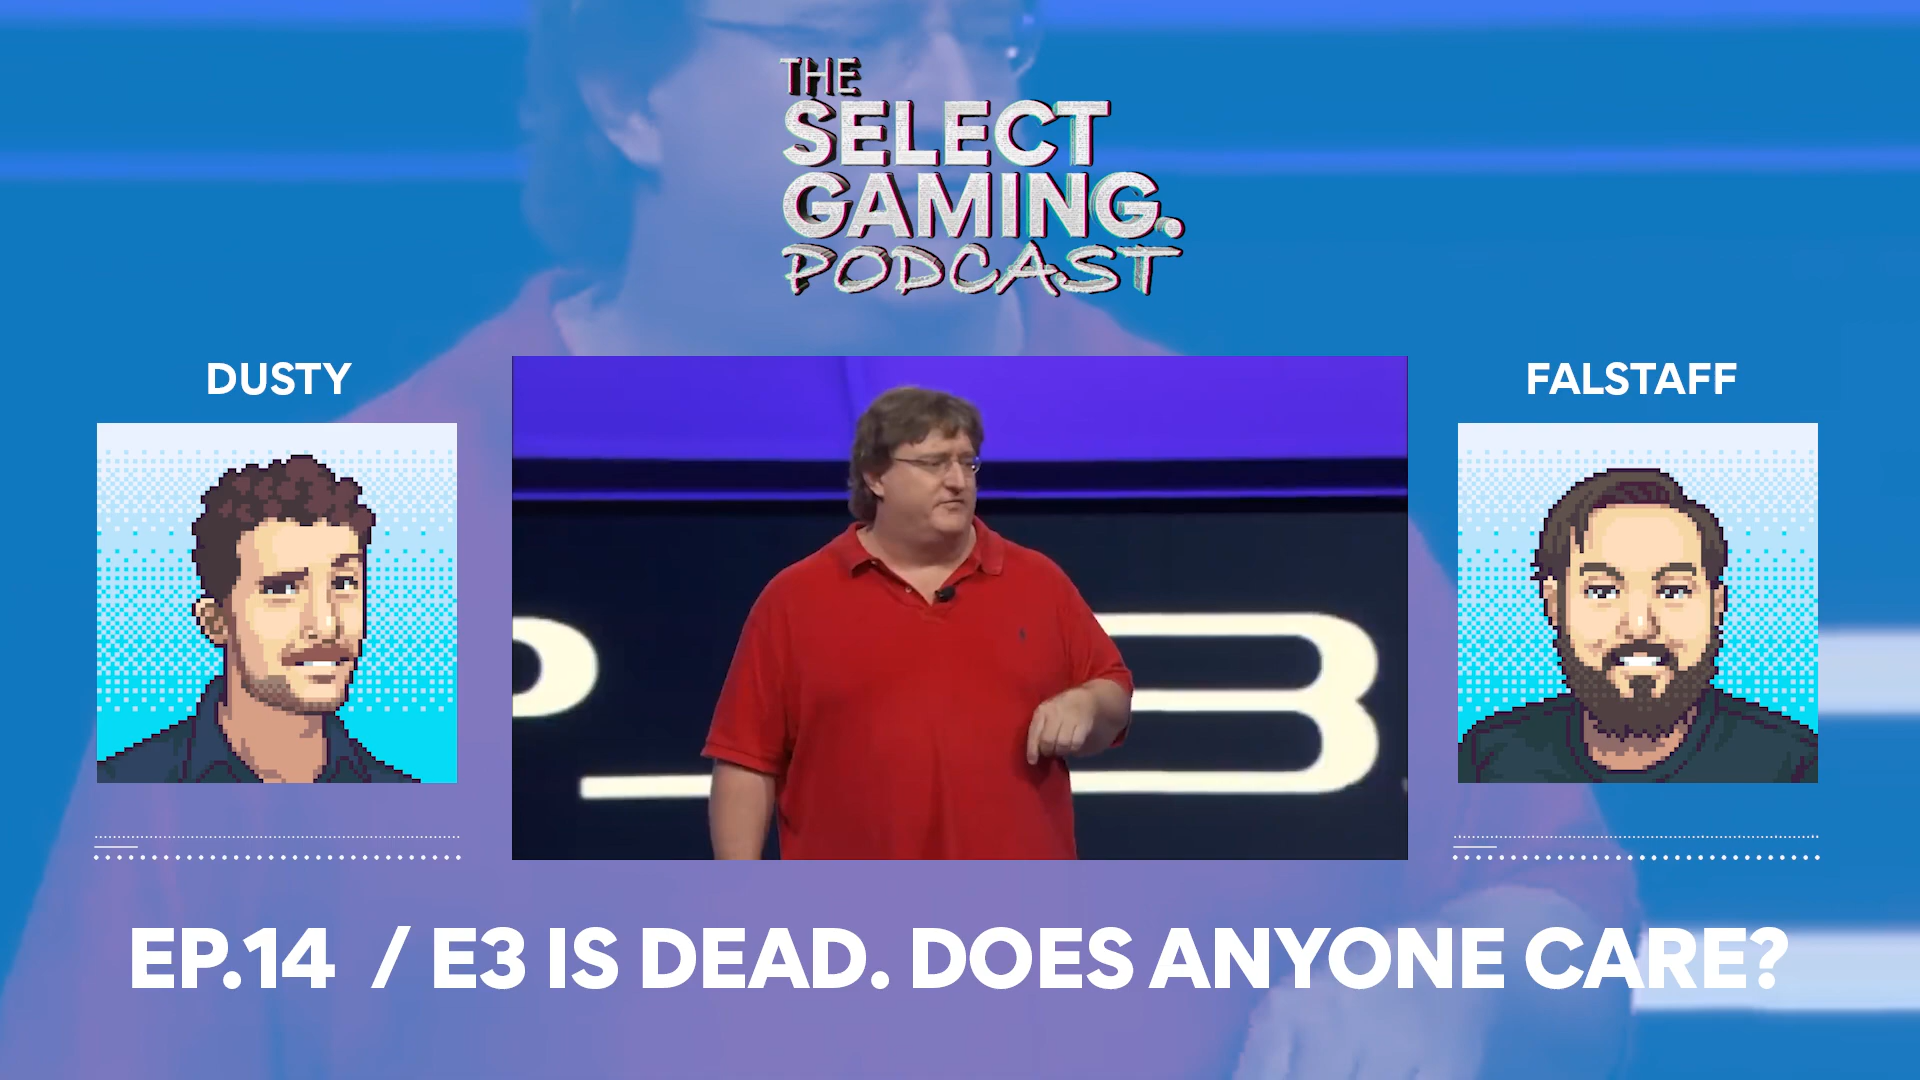 THE
SELECT
GAMING.
PODCAST
DUSTY
FALSTAFF
EP.14 / E3 IS DEAD. DOES ANYONE CARE?